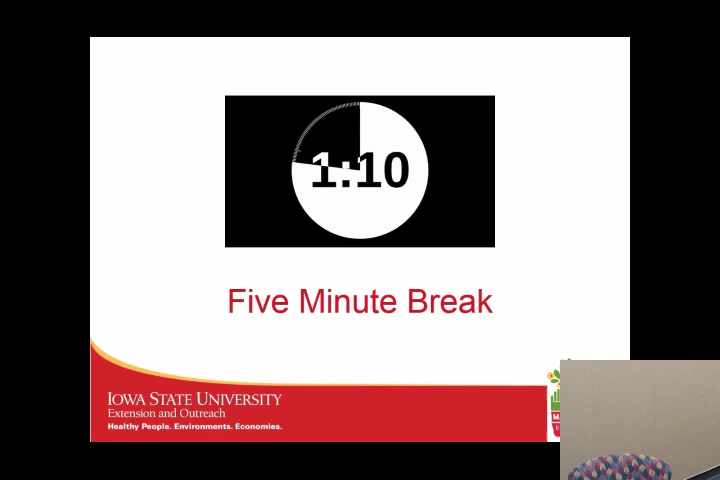 1:10
Five Minute Break
IOWA STATE UNIVERSITY
Extension and Outreach
Healthy People. Environments. Economies.